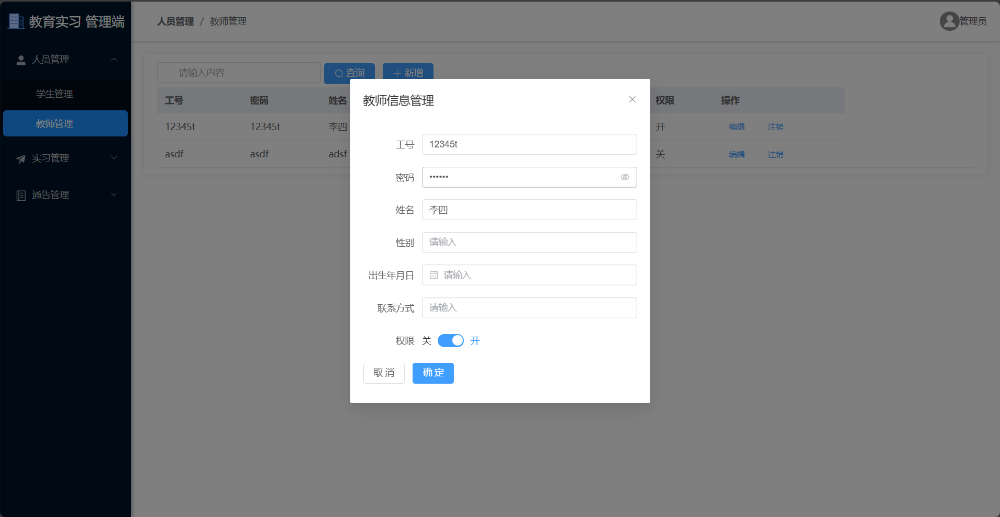 教育实习 管理端
人员管理 / 教师管理
管理员
人员管理
学生管理
教师管理
实习管理
通告管理
请输入内容
查询
新增
工号 密码 姓名 权限 操作
12345t 12345t 李四 开 编辑 注销
asdf asdf adsf 关 编辑 注销
教师信息管理
工号 12345t
密码 ••••••
姓名 李四
性别 请输入
出生年月日 请输入
联系方式 请输入
权限 关 开
取 消 确 定